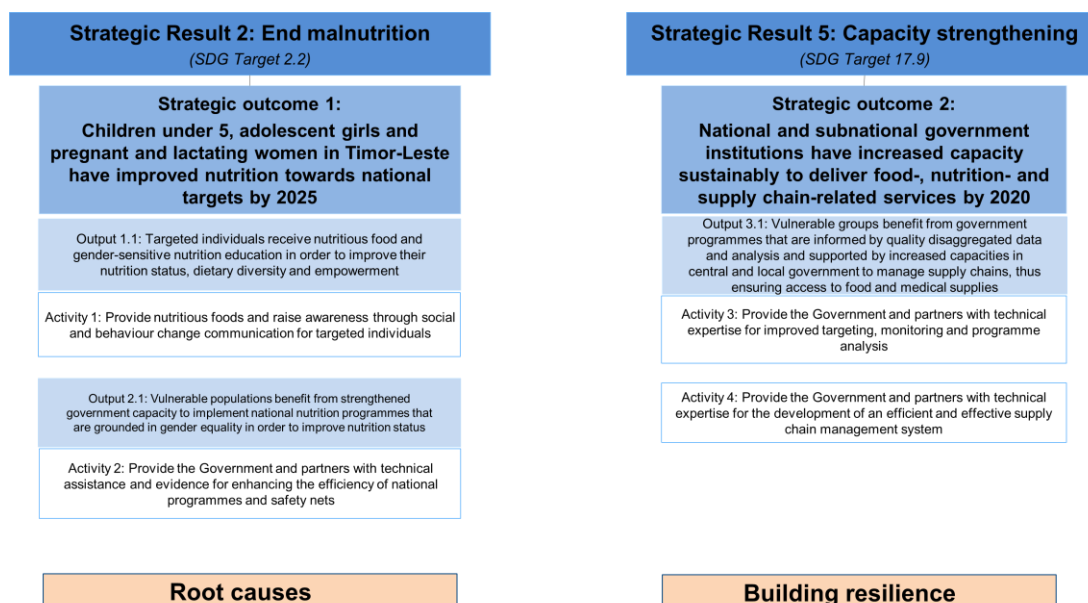 Strategic Result 2: End malnutrition
(SDG Target 2.2)
Strategic outcome 1:
Children under 5, adolescent girls and
pregnant and lactating women in Timor-Leste
have improved nutrition towards national
targets by 2025
Output 1.1: Targeted individuals receive nutritious food and
gender-sensitive nutrition education in order to improve their
nutrition status, dietary diversity and empowerment
Activity 1: Provide nutritious foods and raise awareness through social
and behaviour change communication for targeted individuals
Output 2.1: Vulnerable populations benefit from strengthened
government capacity to implement national nutrition programmes that
are grounded in gender equality in order to improve nutrition status
Activity 2: Provide the Government and partners with technical
assistance and evidence for enhancing the efficiency of national
programmes and safety nets
Root causes
Strategic Result 5: Capacity strengthening
(SDG Target 17.9)
Strategic outcome 2:
National and subnational government
institutions have increased capacity
sustainably to deliver food-, nutrition- and
supply chain-related services by 2020
Output 3.1: Vulnerable groups benefit from government
programmes that are informed by quality disaggregated data
and analysis and supported by increased capacities in
central and local government to manage supply chains, thus
ensuring access to food and medical supplies
Activity 3: Provide the Government and partners with technical
expertise for improved targeting, monitoring and programme
analysis
Activity 4: Provide the Government and partners with technical
expertise for the development of an efficient and effective supply
chain management system
Building resilience